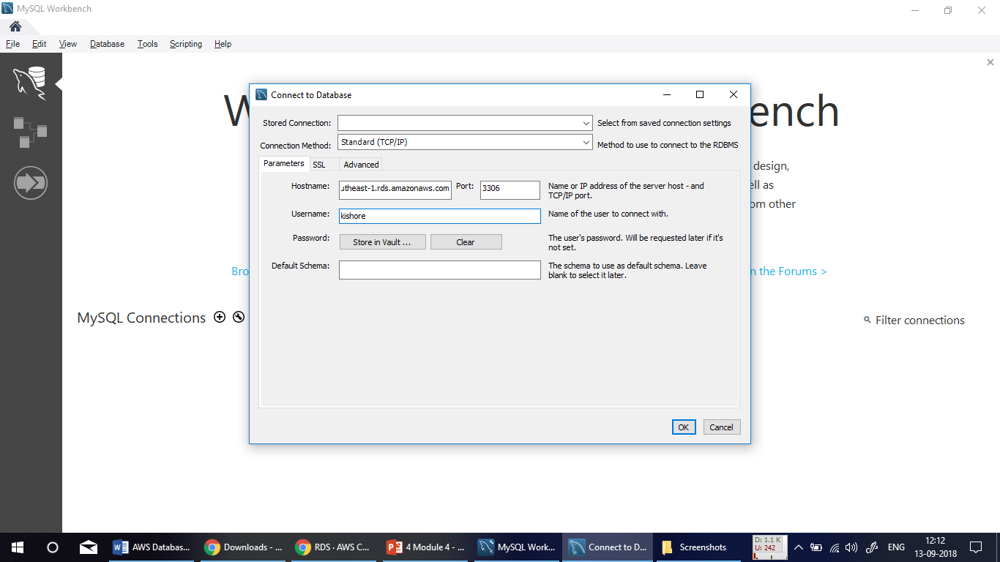 MySQL Workbench
File Edit View Database Tools Scripting Help
Connect to Database
Stored Connection: Select from saved connection settings
Connection Method: Standard (TCP/IP) Method to use to connect to the RDBMS
Parameters SSL Advanced
Hostname: utheast-1.rds.amazonaws.com Port: 3306 Name or IP address of the server host - and
TCP/IP port.
Username: kishore Name of the user to connect with.
Password: Store in Vault ... Clear The user's password. Will be requested later if it's
not set.
Default Schema: The schema to use as default schema. Leave
blank to select it later.
OK Cancel
W ench
design,
ell as
om other
Bro n the Forums >
MySQL Connections Filter connections
AWS Databas... Downloads - ... RDS · AWS C... 4 Module 4 - ... MySQL Work... Connect to D... Screenshots D: 1.1 K ENG 12:12
U: 242 13-09-2018